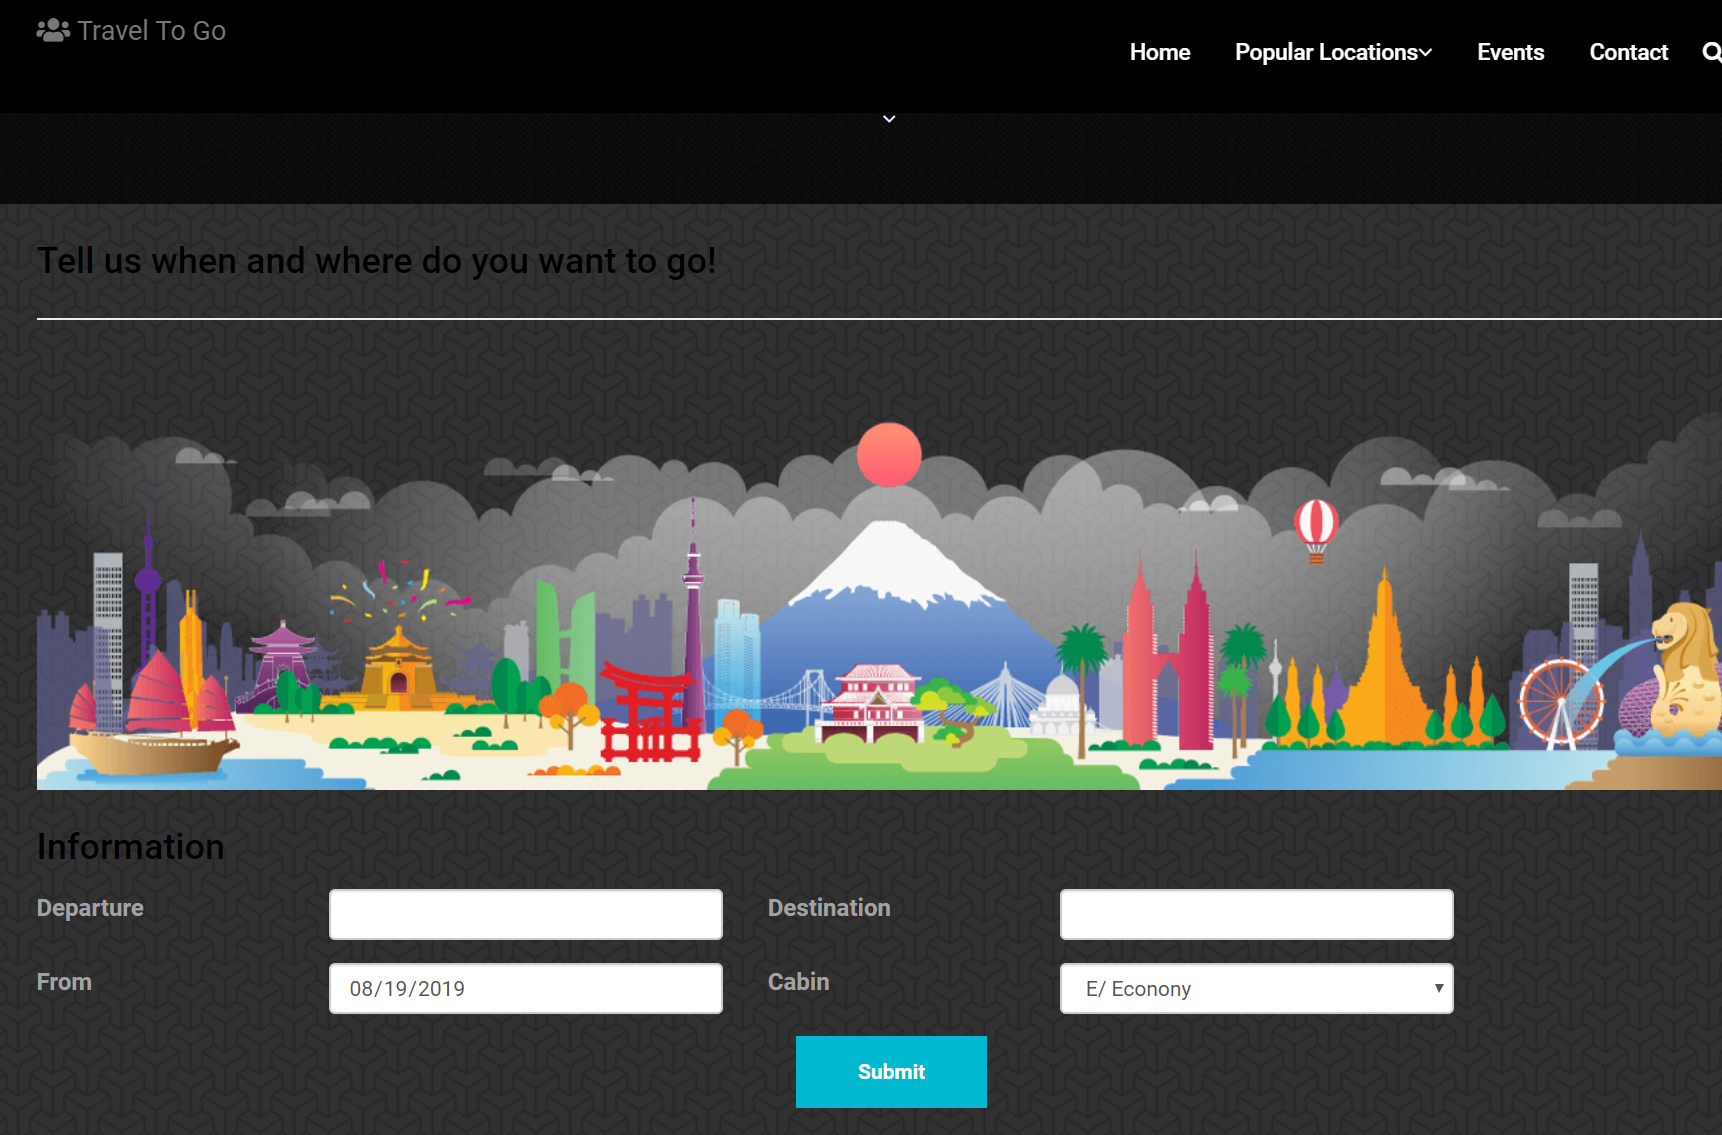 Travel To Go
Home Popular Locations Events Contact
Tell us when and where do you want to go!
Information
Departure Destination
From 08/19/2019 Cabin E/ Econony
Submit